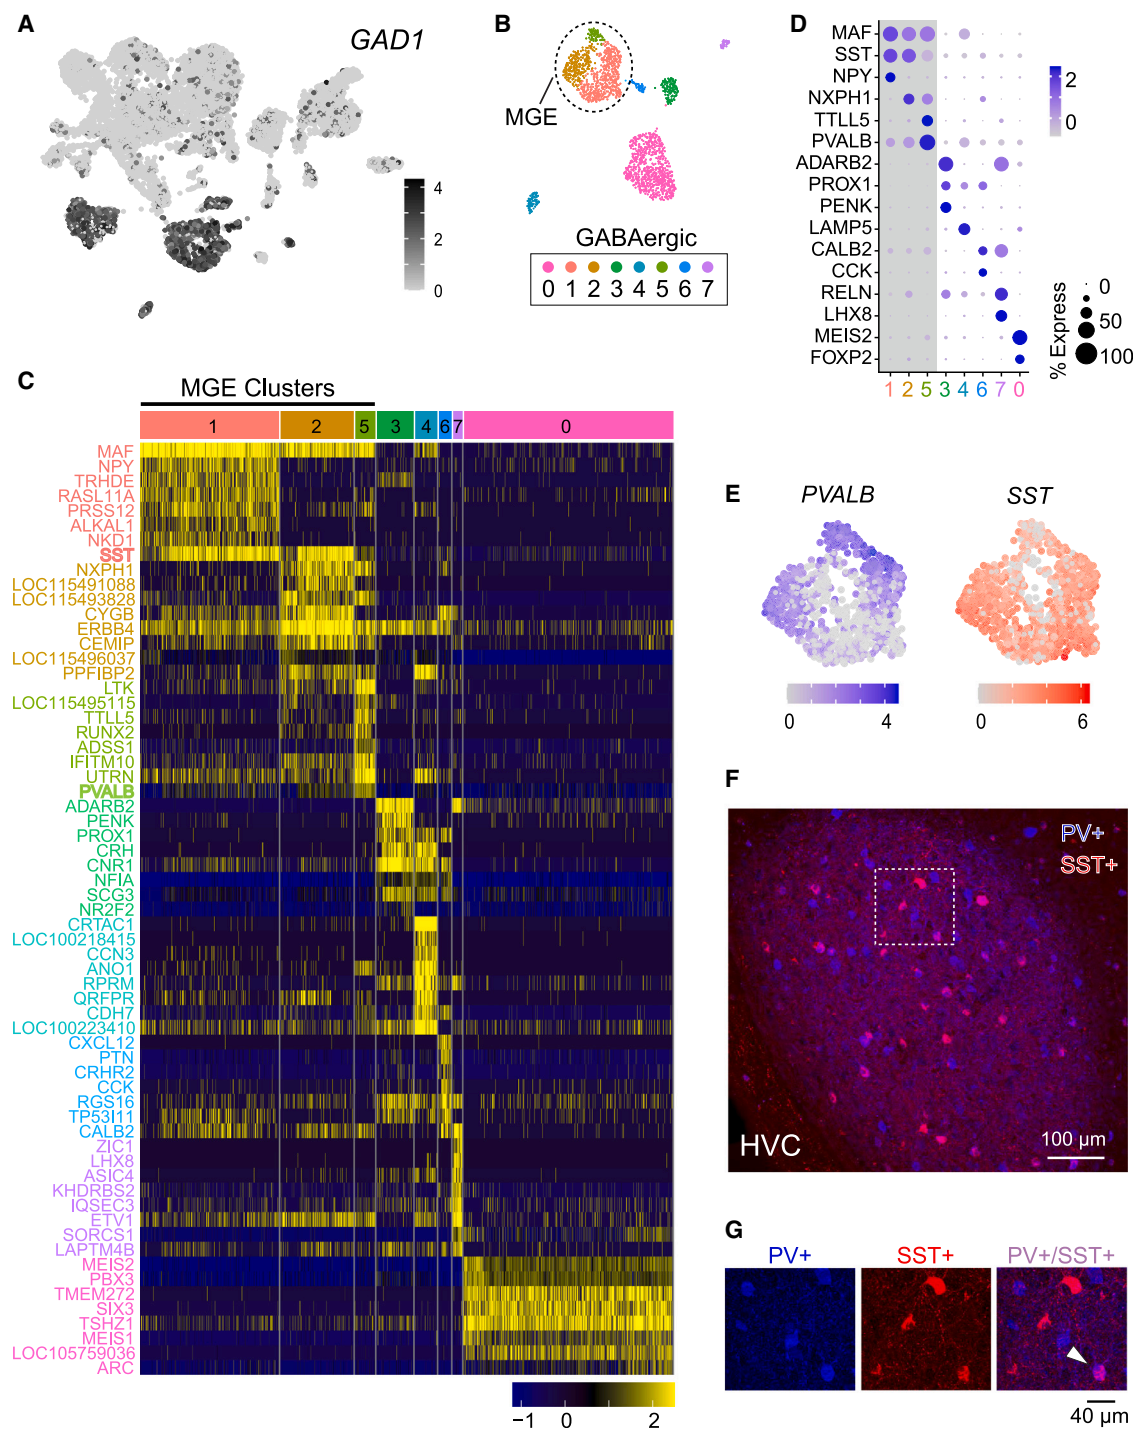 A
GAD1
4
2
0
B
MGE
GABAergic
0 1 2 3 4 5 6 7
D
MAF
SST
NPY
NXPH1
TTLL5
PVALB
ADARB2
PROX1
PENK
LAMP5
CALB2
CCK
RELN
LHX8
MEIS2
FOXP2
1 2 5 3 4 6 7 0
2
0
% Express
0
50
100
C
MGE Clusters
1 2 5 3 4 6 7 0
MAF
NPY
TRHDE
RASL11A
PRSS12
ALKAL1
NKD1
SST
NXPH1
LOC115491088
LOC115493828
CYGB
ERBB4
CEMIP
LOC115496037
PPFIBP2
LTK
LOC115495115
TTLL5
RUNX2
ADSS1
IFITM10
UTRN
PVALB
ADARB2
PENK
PROX1
CRH
CNR1
NFIA
SCG3
NR2F2
CRTAC1
LOC100218415
CCN3
ANO1
RPRM
QRFPR
CDH7
LOC100223410
CXCL12
PTN
CRHR2
CCK
RGS16
TP53I11
CALB2
ZIC1
LHX8
ASIC4
KHDRBS2
IQSEC3
ETV1
SORCS1
LAPTM4B
MEIS2
PBX3
TMEM272
SIX3
TSHZ1
MEIS1
LOC105759036
ARC
−1 0 2
E
PVALB SST
0 4
0 6
F
PV+
SST+
HVC
100 µm
G
PV+ SST+ PV+/SST+
40 µm